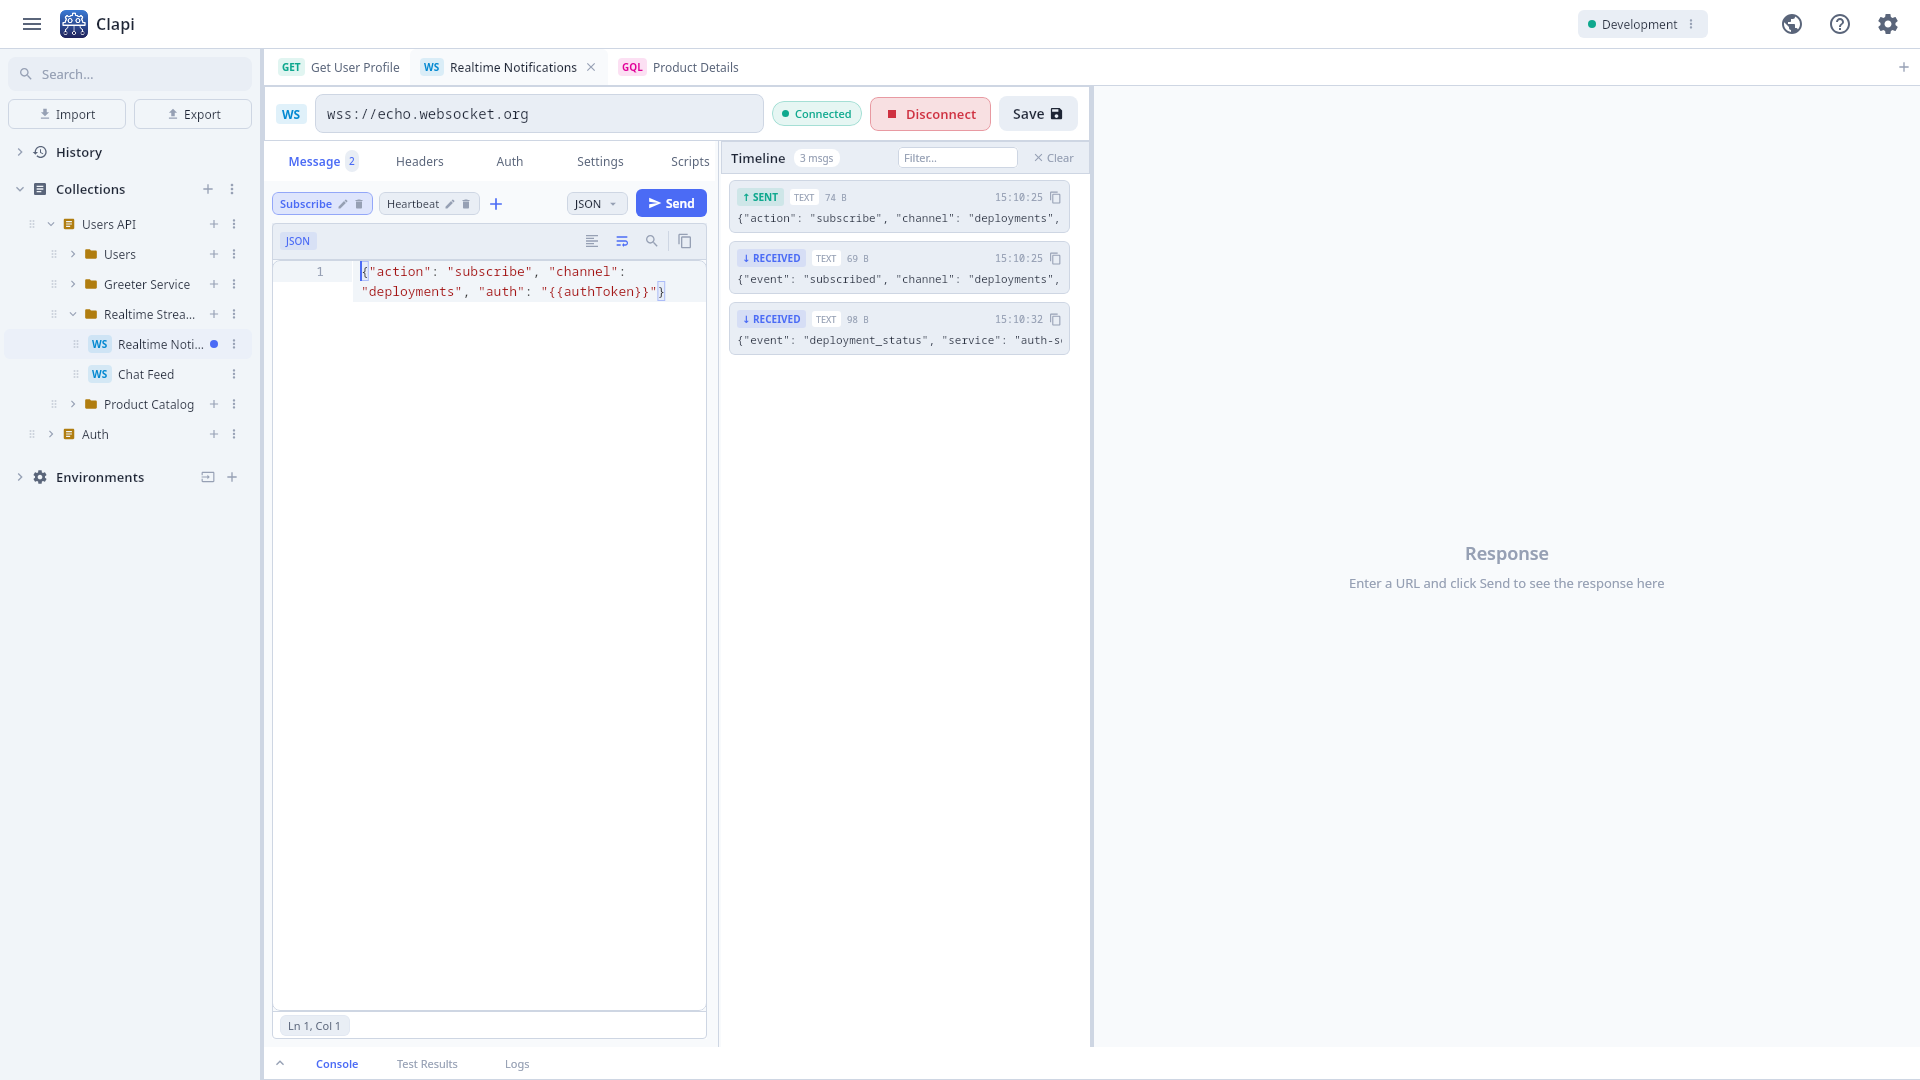 Clapi
Development
Search...
Import
Export
History
Collections
Users API
Users
Greeter Service
Realtime Strea...
WS Realtime Noti...
WS Chat Feed
Product Catalog
Auth
Environments
GET Get User Profile
WS Realtime Notifications
GQL Product Details
WS wss://echo.websocket.org
Connected
Disconnect
Save
Message 2
Headers
Auth
Settings
Scripts
Subscribe
Heartbeat
JSON
Send
JSON
1 {"action": "subscribe", "channel":
"deployments", "auth": "{{authToken}}"}
Ln 1, Col 1
Timeline 3 msgs
Filter...
Clear
↑ SENT TEXT 74 B 15:10:25
{"action": "subscribe", "channel": "deployments",
↓ RECEIVED TEXT 69 B 15:10:25
{"event": "subscribed", "channel": "deployments",
↓ RECEIVED TEXT 98 B 15:10:32
{"event": "deployment_status", "service": "auth-se
Response
Enter a URL and click Send to see the response here
Console
Test Results
Logs